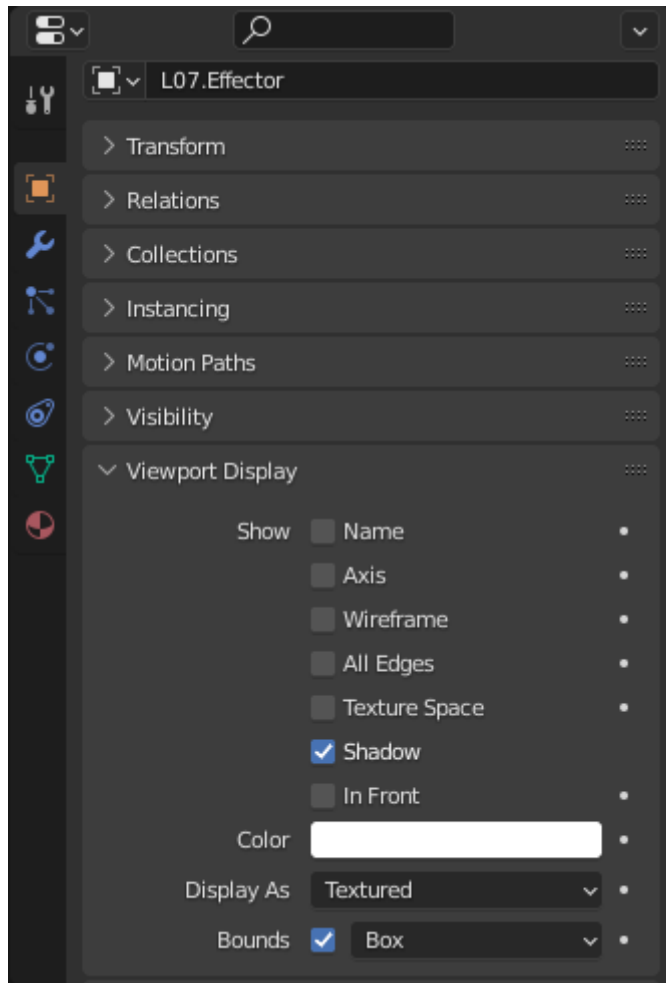 L07.Effector
Transform
Relations
Collections
Instancing
Motion Paths
Visibility
Viewport Display
Show Name
Axis
Wireframe
All Edges
Texture Space
Shadow
In Front
Color
Display As Textured
Bounds Box